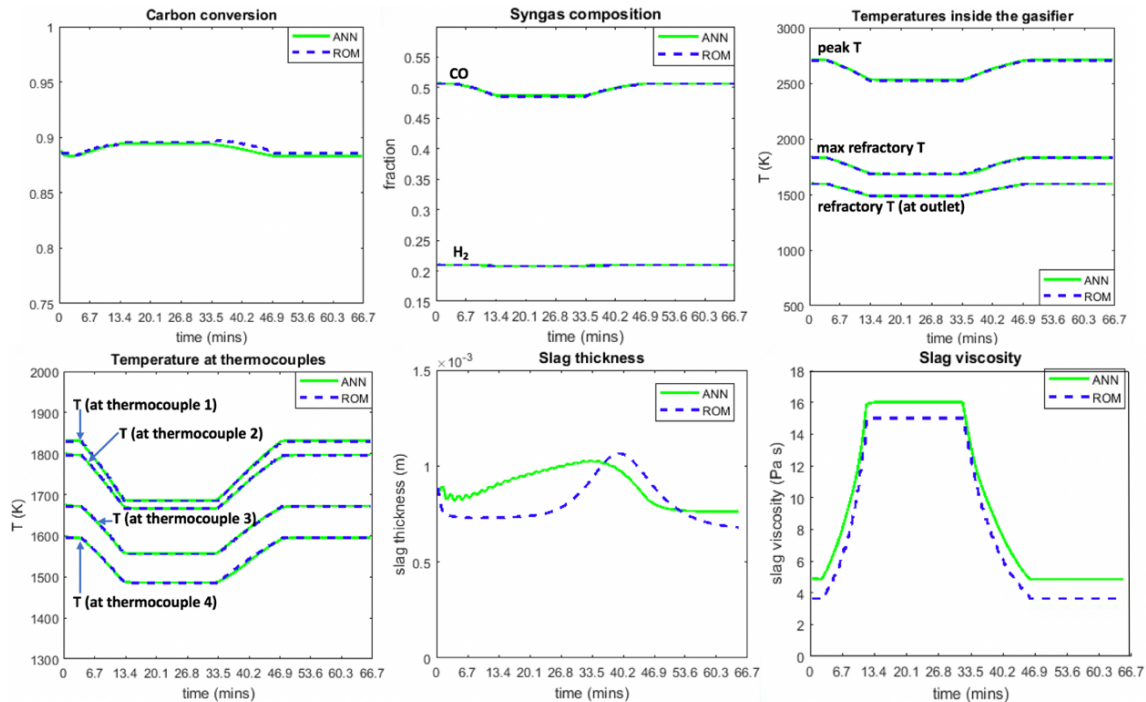 Carbon conversion
1
0.95
0.9
0.85
0.8
0.75
0 6.7 13.4 20.1 26.8 33.5 40.2 46.9 53.6 60.3 66.7
time (mins)
ANN
ROM
Syngas composition
fraction
0.6
0.55
0.5
0.45
0.4
0.35
0.3
0.25
0.2
0.15
CO
H₂
0 6.7 13.4 20.1 26.8 33.5 40.2 46.9 53.6 60.3 66.7
time (mins)
ANN
ROM
Temperatures inside the gasifier
T (K)
3000
2500
2000
1500
1000
500
peak T
max refractory T
refractory T (at outlet)
0 6.7 13.4 20.1 26.8 33.5 40.2 46.9 53.6 60.3 66.7
time (mins)
ANN
ROM
Temperature at thermocouples
T (K)
2000
1900
1800
1700
1600
1500
1400
1300
T (at thermocouple 1)
T (at thermocouple 2)
T (at thermocouple 3)
T (at thermocouple 4)
0 6.7 13.4 20.1 26.8 33.5 40.2 46.9 53.6 60.3 66.7
time (mins)
ANN
ROM
Slag thickness
×10⁻³
slag thickness (m)
1.5
1
0.5
0
0 6.7 13.4 20.1 26.8 33.5 40.2 46.9 53.6 60.3 66.7
time (mins)
ANN
ROM
Slag viscosity
slag viscosity (Pa s)
18
16
14
12
10
8
6
4
2
0
0 6.7 13.4 20.1 26.8 33.5 40.2 46.9 53.6 60.3 66.7
time (mins)
ANN
ROM